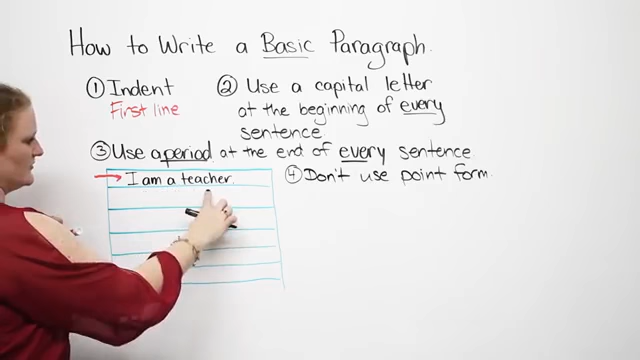 How to Write a Basic Paragraph.
① Indent
First line
② Use a capital letter
at the beginning of every
sentence
③ Use a period at the end of every sentence
I am a teacher.
④ Don't use point form.